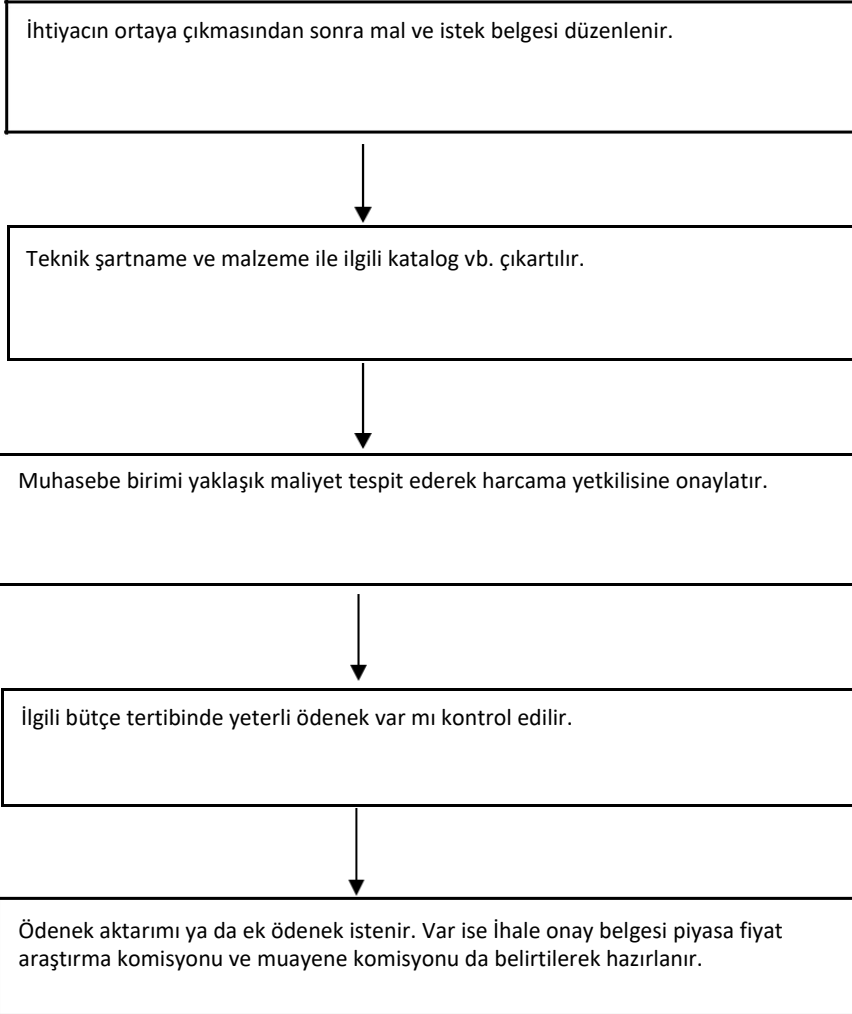 İhtiyacın ortaya çıkmasından sonra mal ve istek belgesi düzenlenir.
Teknik şartname ve malzeme ile ilgili katalog vb. çıkartılır.
Muhasebe birimi yaklaşık maliyet tespit ederek harcama yetkilisine onaylatır.
İlgili bütçe tertibinde yeterli ödenek var mı kontrol edilir.
Ödenek aktarımı ya da ek ödenek istenir. Var ise İhale onay belgesi piyasa fiyat
araştırma komisyonu ve muayene komisyonu da belirtilerek hazırlanır.